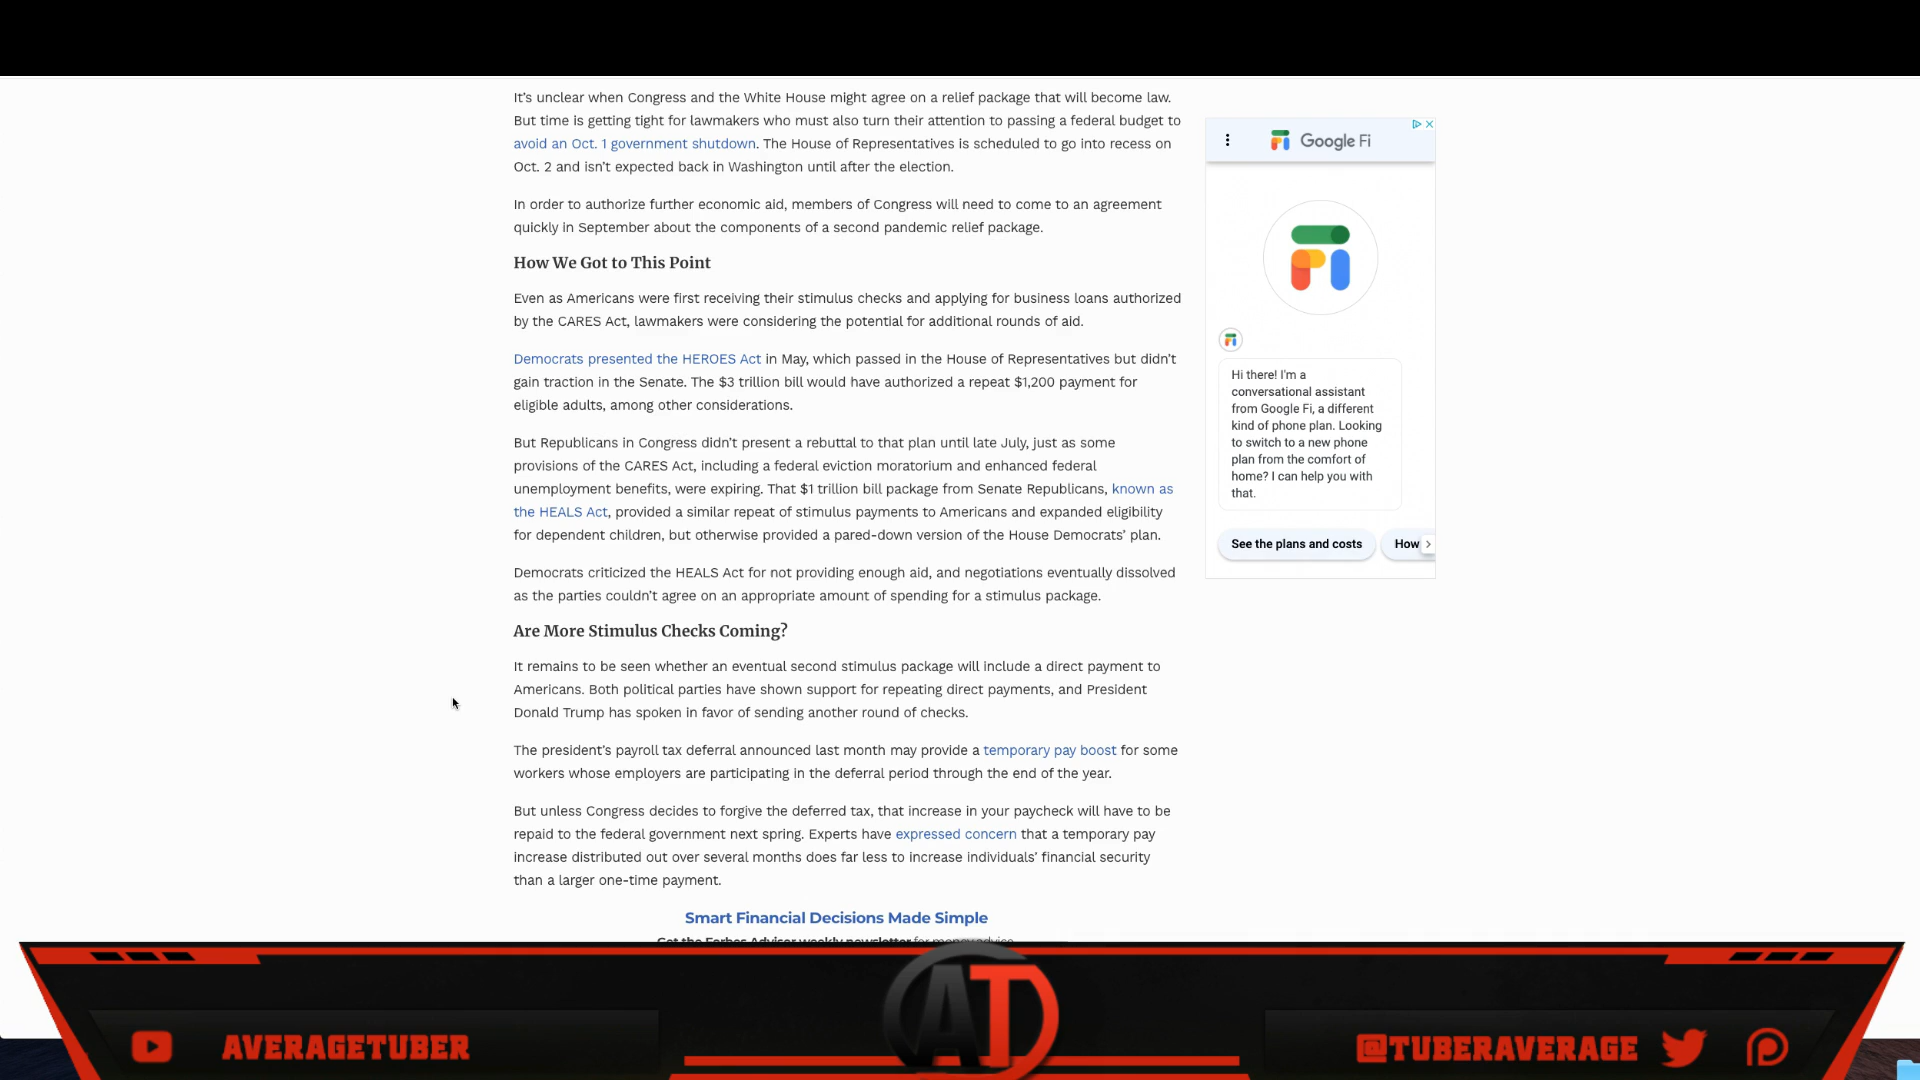 It's unclear when Congress and the White House might agree on a relief package that will become law.
But time is getting tight for lawmakers who must also turn their attention to passing a federal budget to
avoid an Oct. 1 government shutdown. The House of Representatives is scheduled to go into recess on
Oct. 2 and isn't expected back in Washington until after the election.
In order to authorize further economic aid, members of Congress will need to come to an agreement
quickly in September about the components of a second pandemic relief package.
How We Got to This Point
Even as Americans were first receiving their stimulus checks and applying for business loans authorized
by the CARES Act, lawmakers were considering the potential for additional rounds of aid.
Democrats presented the HEROES Act in May, which passed in the House of Representatives but didn't
gain traction in the Senate. The $3 trillion bill would have authorized a repeat $1,200 payment for
eligible adults, among other considerations.
But Republicans in Congress didn't present a rebuttal to that plan until late July, just as some
provisions of the CARES Act, including a federal eviction moratorium and enhanced federal
unemployment benefits, were expiring. That $1 trillion bill package from Senate Republicans, known as
the HEALS Act, provided a similar repeat of stimulus payments to Americans and expanded eligibility
for dependent children, but otherwise provided a pared-down version of the House Democrats' plan.
Democrats criticized the HEALS Act for not providing enough aid, and negotiations eventually dissolved
as the parties couldn't agree on an appropriate amount of spending for a stimulus package.
Are More Stimulus Checks Coming?
It remains to be seen whether an eventual second stimulus package will include a direct payment to
Americans. Both political parties have shown support for repeating direct payments, and President
Donald Trump has spoken in favor of sending another round of checks.
The president's payroll tax deferral announced last month may provide a temporary pay boost for some
workers whose employers are participating in the deferral period through the end of the year.
But unless Congress decides to forgive the deferred tax, that increase in your paycheck will have to be
repaid to the federal government next spring. Experts have expressed concern that a temporary pay
increase distributed out over several months does far less to increase individuals' financial security
than a larger one-time payment.
Smart Financial Decisions Made Simple
Get the Forbes Advisor weekly newsletter for money advice
Google Fi
Hi there! I'm a
conversational assistant
from Google Fi, a different
kind of phone plan. Looking
to switch to a new phone
plan from the comfort of
home? I can help you with
that.
See the plans and costs
How
AT
AVERAGETUBER
@TUBERAVERAGE